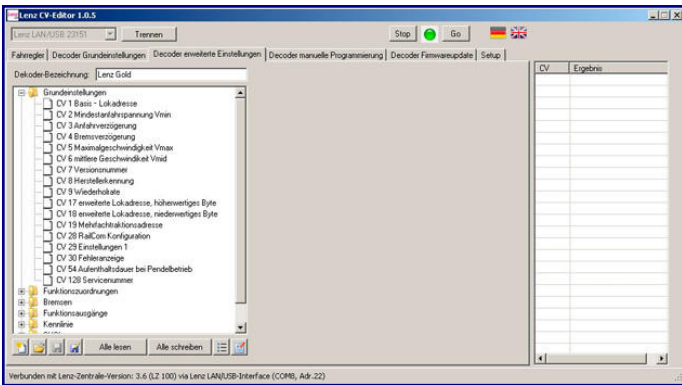 Lenz CV-Editor 1.0.5
Lenz LAN/USB 23151 Trennen Stop Go
Fahregler Decoder Grundeinstellungen Decoder erweiterte Einstellungen Decoder manuelle Programmierung Decoder Firmwareupdate Setup
Dekoder-Bezeichnung: Lenz Gold
CV Ergebnis
Grundeinstellungen
CV 1 Basis - Lokadresse
CV 2 Mindestanfahrspannung Vmin
CV 3 Anfahrverzögerung
CV 4 Bremsverzögerung
CV 5 Maximalgeschwindigkeit Vmax
CV 6 mittlere Geschwindikeit Vmid
CV 7 Versionsnummer
CV 8 Herstellerkennung
CV 9 Wiederholrate
CV 17 erweiterte Lokadresse, höherwertiges Byte
CV 18 erweiterte Lokadresse, niederwertiges Byte
CV 19 Mehrfachtraktionsadresse
CV 28 RailCom Konfiguration
CV 29 Einstellungen 1
CV 30 Fehleranzeige
CV 54 Aufenthaltsdauer bei Pendelbetrieb
CV 128 Servicenummer
Funktionszuordnungen
Bremsen
Funktionsausgänge
Kennlinie
Alle lesen Alle schreiben
Verbunden mit Lenz-Zentrale-Version: 3.6 (LZ 100) via Lenz LAN/USB-Interface (COM8, Adr.22)